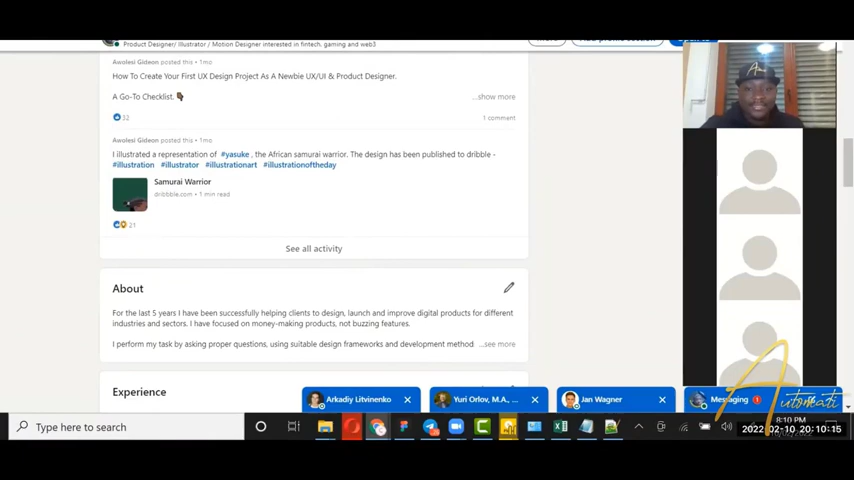 Product Designer/ Illustrator / Motion Designer interested in fintech, gaming and web3
Awolesi Gideon posted this • 1mo
How To Create Your First UX Design Project As A Newbie UX/UI & Product Designer.
A Go-To Checklist.
...show more
32
1 comment
Awolesi Gideon posted this • 1mo
I illustrated a representation of #yasuke , the African samurai warrior. The design has been published to dribble -
#illustration #illustrator #illustrationart #illustrationoftheday
Samurai Warrior
dribbble.com • 1 min read
21
See all activity
About
For the last 5 years I have been successfully helping clients to design, launch and improve digital products for different
industries and sectors. I have focused on money-making products, not buzzing features.
I perform my task by asking proper questions, using suitable design frameworks and development method
...see more
Experience
Arkadiy Litvinenko
Yuri Orlov, M.A., ...
Jan Wagner
Messaging
Automati
Type here to search
8:10 PM
2022-02-10 20:10:15